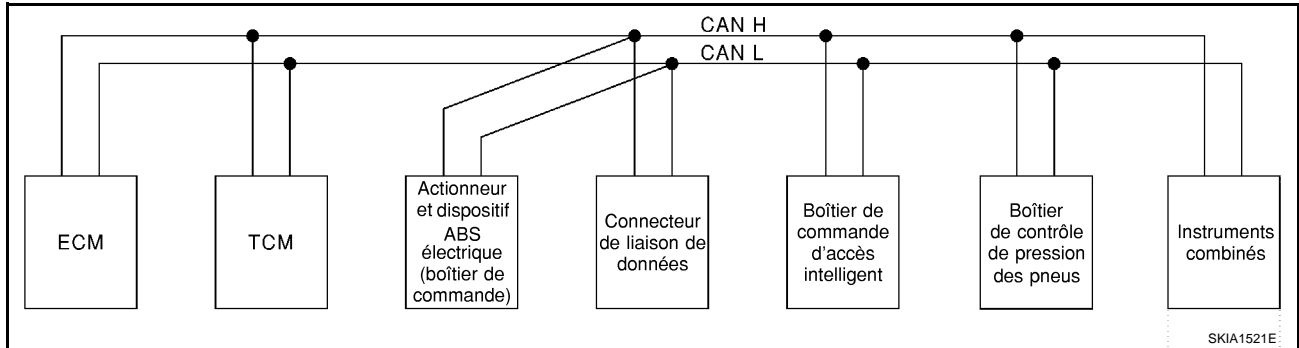 CAN H
CAN L
ECM
TCM
Actionneur
et dispositif
ABS
électrique
(boîtier de
commande)
Connecteur
de liaison de
données
Boîtier de
commande
d'accès
intelligent
Boîtier
de contrôle
de pression
des pneus
Instruments
combinés
SKIA1521E